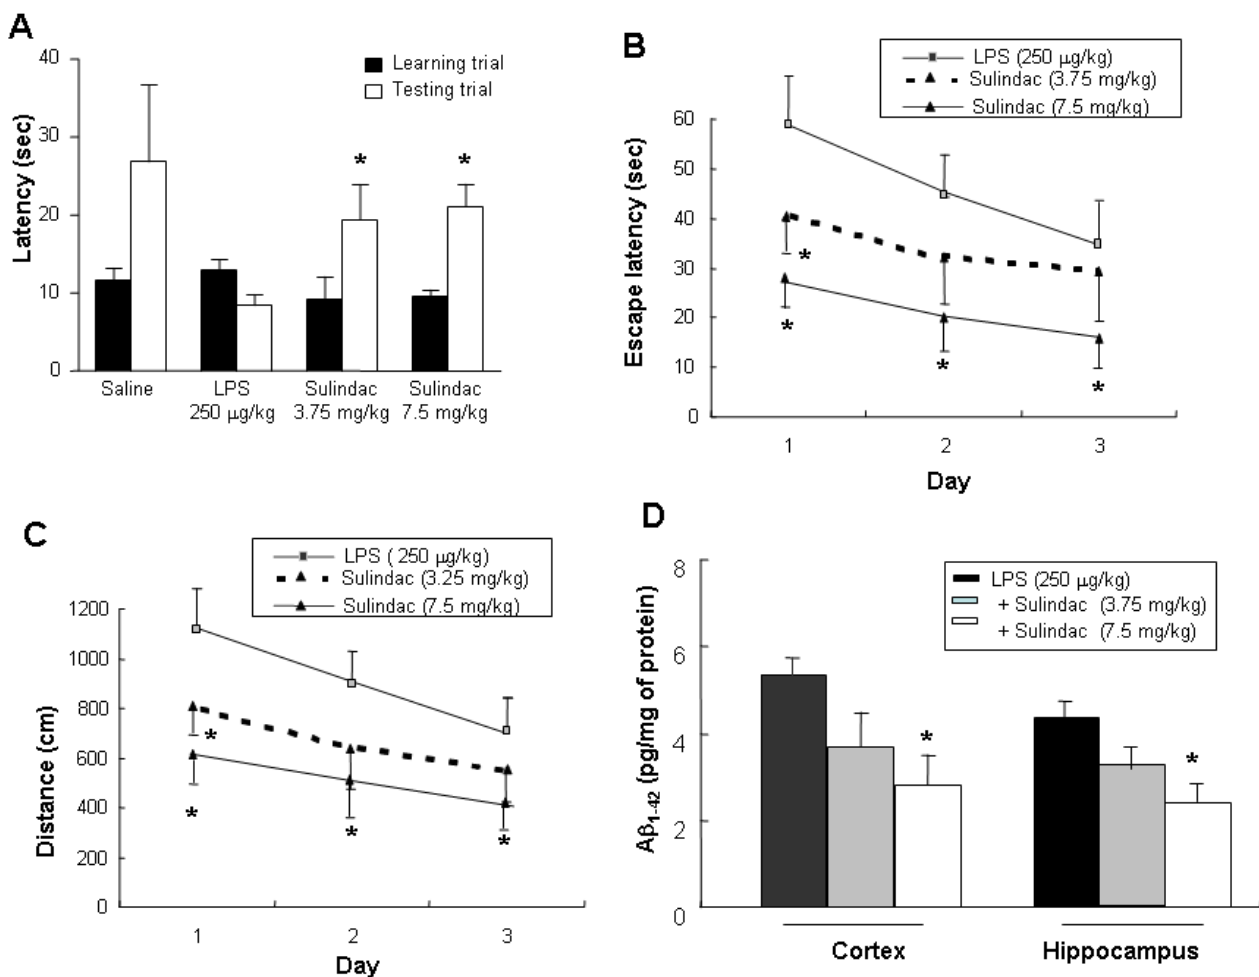 A
Latency (sec)
40
30
20
10
0
Learning trial
Testing trial
*
*
Saline
LPS
250 µg/kg
Sulindac
3.75 mg/kg
Sulindac
7.5 mg/kg
B
LPS (250 µg/kg)
Sulindac (3.75 mg/kg)
Sulindac (7.5 mg/kg)
Escape latency (sec)
60
50
40
30
20
10
0
*
*
*
*
1 2 3
Day
C
LPS ( 250 µg/kg)
Sulindac (3.25 mg/kg)
Sulindac (7.5 mg/kg)
Distance (cm)
1200
1000
800
600
400
200
0
*
*
*
*
1 2 3
Day
D
LPS (250 µg/kg)
+ Sulindac (3.75 mg/kg)
+ Sulindac (7.5 mg/kg)
Aβ1-42 (pg/mg of protein)
8
6
4
2
0
*
*
Cortex Hippocampus